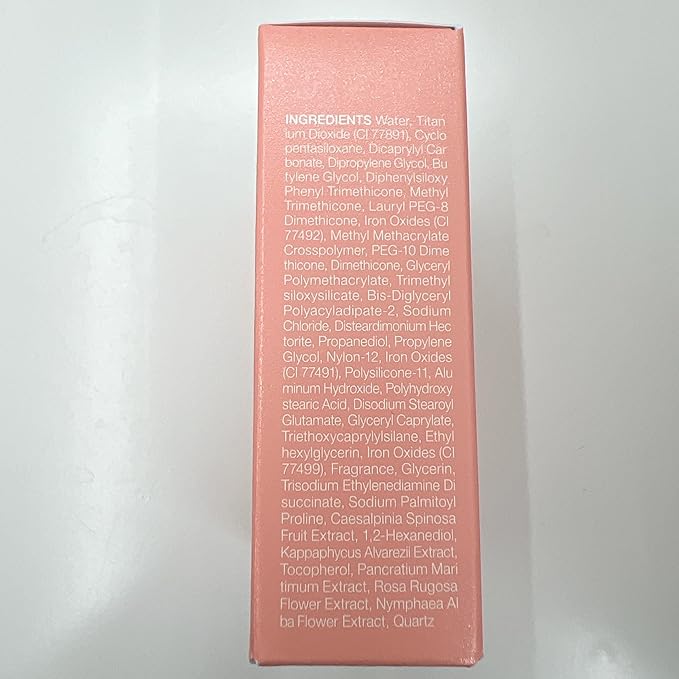 INGREDIENTS Water, Titan
ium Dioxide (CI 77891), Cyclo
pentasiloxane, Dicaprylyl Car
bonate, Dipropylene Glycol, Bu
tylene Glycol, Diphenylsiloxy
Phenyl Trimethicone, Methyl
Trimethicone, Lauryl PEG-8
Dimethicone, Iron Oxides (CI
77492), Methyl Methacrylate
Crosspolymer, PEG-10 Dime
thicone, Dimethicone, Glyceryl
Polymethacrylate, Trimethyl
siloxysilicate, Bis-Diglyceryl
Polyacyladipate-2, Sodium
Chloride, Disteardimonium Hec
torite, Propanediol, Propylene
Glycol, Nylon-12, Iron Oxides
(CI 77491), Polysilicone-11, Alu
minum Hydroxide, Polyhydroxy
stearic Acid, Disodium Stearoyl
Glutamate, Glyceryl Caprylate,
Triethoxycaprylylsilane, Ethyl
hexylglycerin, Iron Oxides (CI
77499), Fragrance, Glycerin,
Trisodium Ethylenediamine Di
succinate, Sodium Palmitoyl
Proline, Caesalpinia Spinosa
Fruit Extract, 1,2-Hexanediol,
Kappaphycus Alvarezii Extract,
Tocopherol, Pancratium Mari
timum Extract, Rosa Rugosa
Flower Extract, Nymphaea Al
ba Flower Extract, Quartz